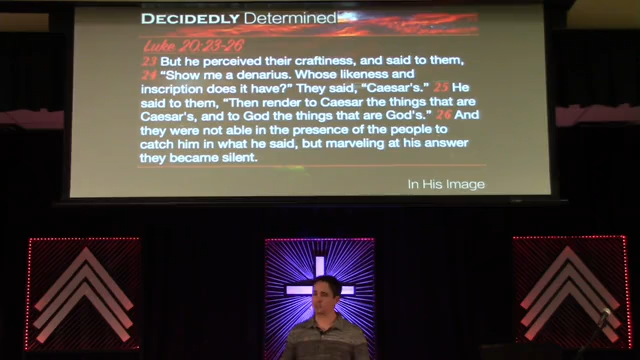 DECIDEDLY Determined
Luke 20:23-26
23 But he perceived their craftiness, and said to them,
24 “Show me a denarius. Whose likeness and
inscription does it have?” They said, “Caesar's.” 25 He
said to them, “Then render to Caesar the things that are
Caesar's, and to God the things that are God's.” 26 And
they were not able in the presence of the people to
catch him in what he said, but marveling at his answer
they became silent.
In His Image